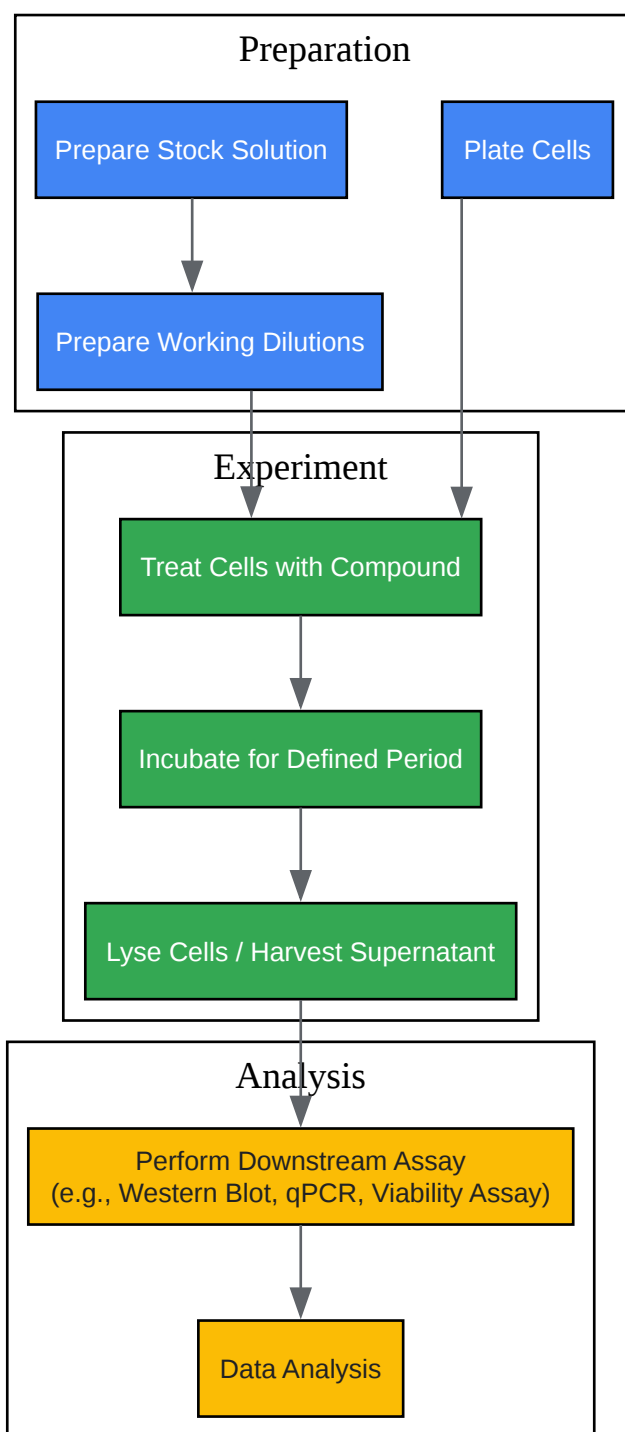 Preparation
Prepare Stock Solution
Plate Cells
Prepare Working Dilutions
Experiment
Treat Cells with Compound
Incubate for Defined Period
Lyse Cells / Harvest Supernatant
Analysis
Perform Downstream Assay
(e.g., Western Blot, qPCR, Viability Assay)
Data Analysis